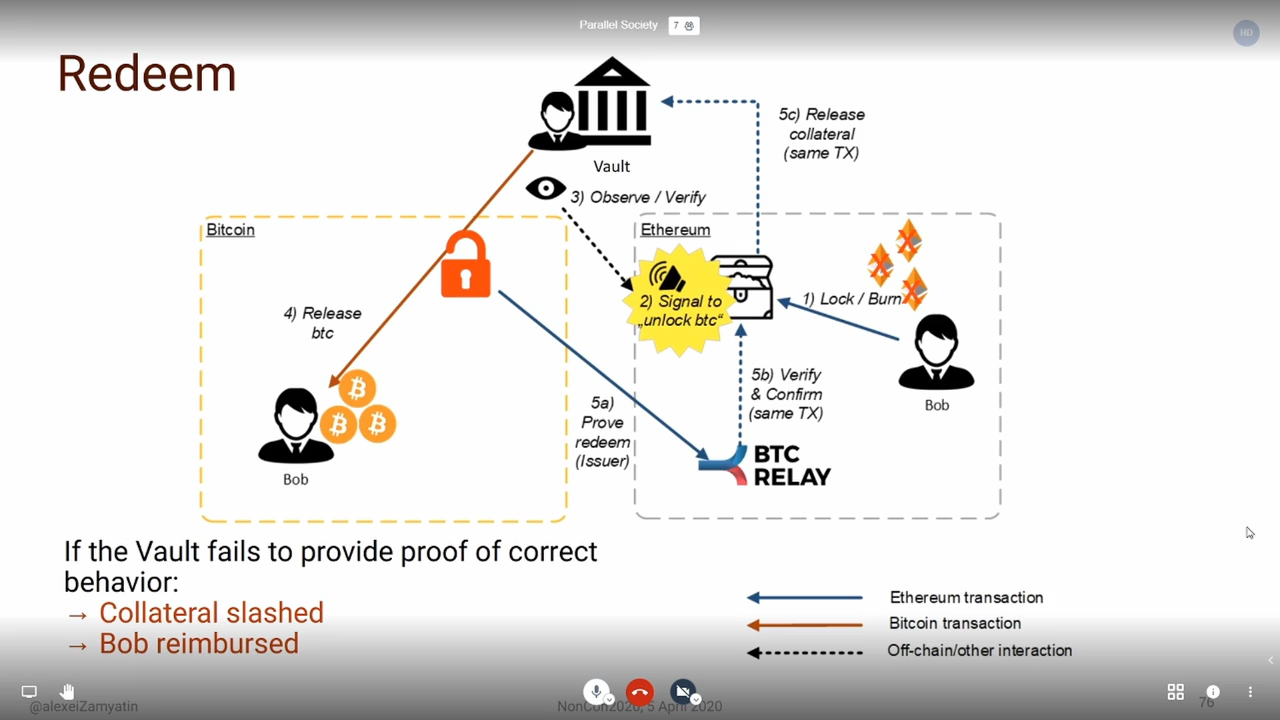 Parallel Society 7
HD
Redeem
5c) Release
collateral
(same TX)
Vault
3) Observe / Verify
Bitcoin
Ethereum
2) Signal to
„unlock btc“
1) Lock / Burn
4) Release
btc
5b) Verify
& Confirm
(same TX)
Bob
5a)
Prove
redeem
(Issuer)
BTC
RELAY
Bob
If the Vault fails to provide proof of correct
behavior:
→ Collateral slashed
→ Bob reimbursed
Ethereum transaction
Bitcoin transaction
Off-chain/other interaction
@alexeiZamyatin
NonCon2020, 5 April 2020
76